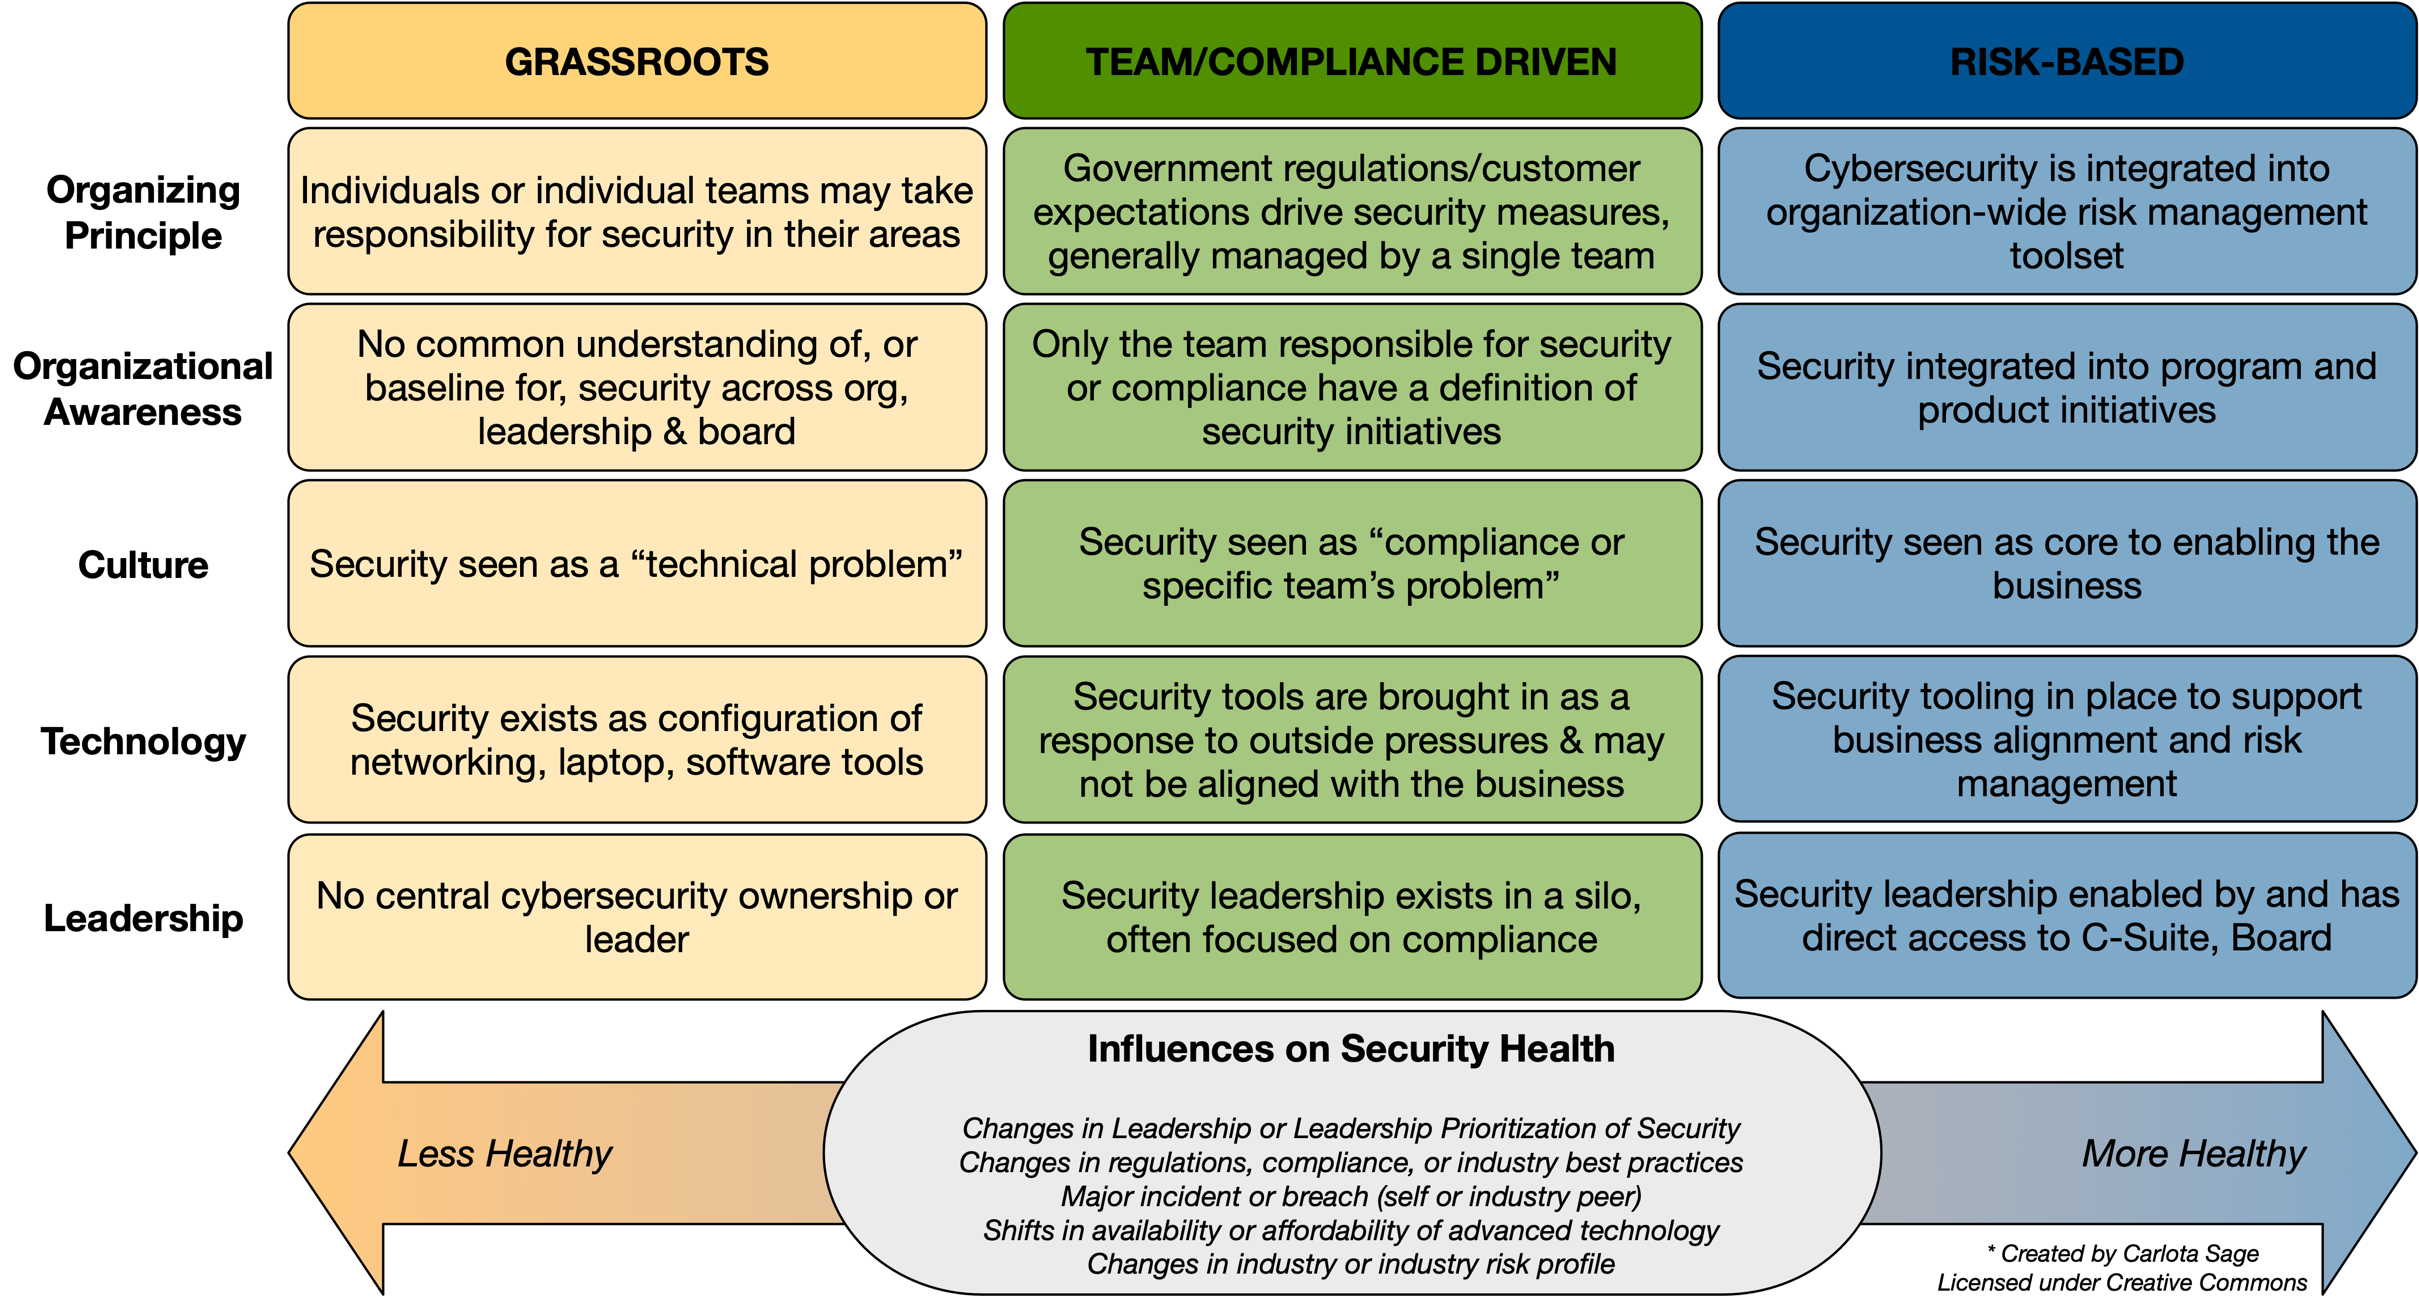 GRASSROOTS
TEAM/COMPLIANCE DRIVEN
RISK-BASED
Organizing
Principle
Individuals or individual teams may take
responsibility for security in their areas
Government regulations/customer
expectations drive security measures,
generally managed by a single team
Cybersecurity is integrated into
organization-wide risk management
toolset
Organizational
Awareness
No common understanding of, or
baseline for, security across org,
leadership & board
Only the team responsible for security
or compliance have a definition of
security initiatives
Security integrated into program and
product initiatives
Culture
Security seen as a “technical problem”
Security seen as “compliance or
specific team’s problem”
Security seen as core to enabling the
business
Technology
Security exists as configuration of
networking, laptop, software tools
Security tools are brought in as a
response to outside pressures & may
not be aligned with the business
Security tooling in place to support
business alignment and risk
management
Leadership
No central cybersecurity ownership or
leader
Security leadership exists in a silo,
often focused on compliance
Security leadership enabled by and has
direct access to C-Suite, Board
Less Healthy
Influences on Security Health
Changes in Leadership or Leadership Prioritization of Security
Changes in regulations, compliance, or industry best practices
Major incident or breach (self or industry peer)
Shifts in availability or affordability of advanced technology
Changes in industry or industry risk profile
More Healthy
* Created by Carlota Sage
Licensed under Creative Commons